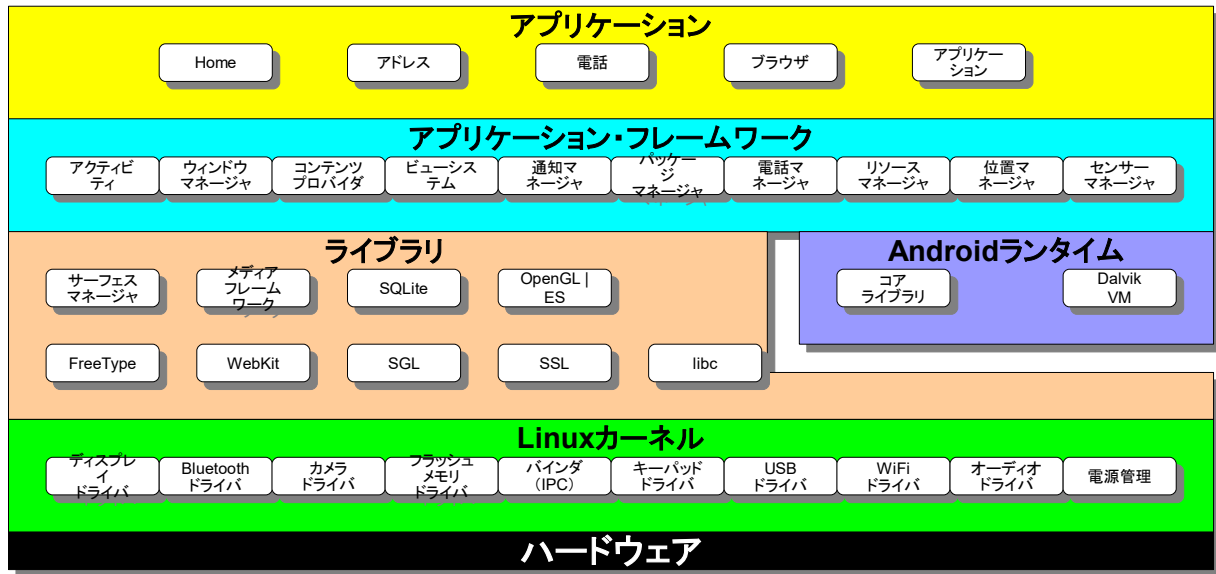 アプリケーション
Home
アドレス
電話
ブラウザ
アプリケー
ション
アプリケーション・フレームワーク
アクティビ
ティ
ウィンドウ
マネージャ
コンテンツ
プロバイダ
ビューシス
テム
通知マ
ネージャ
パッケー
ジ
マネージャ
電話マ
ネージャ
リソース
マネージャ
位置マ
ネージャ
センサー
マネージャ
ライブラリ
サーフェス
マネージャ
メディア
フレーム
ワーク
SQLite
OpenGL |
ES
FreeType
WebKit
SGL
SSL
libc
Androidランタイム
コア
ライブラリ
Dalvik
VM
Linuxカーネル
ディスプレ
イ
ドライバ
Bluetooth
ドライバ
カメラ
ドライバ
フラッシュ
メモリ
ドライバ
バインダ
（IPC）
キーパッド
ドライバ
USB
ドライバ
WiFi
ドライバ
オーディオ
ドライバ
電源管理
ハードウェア